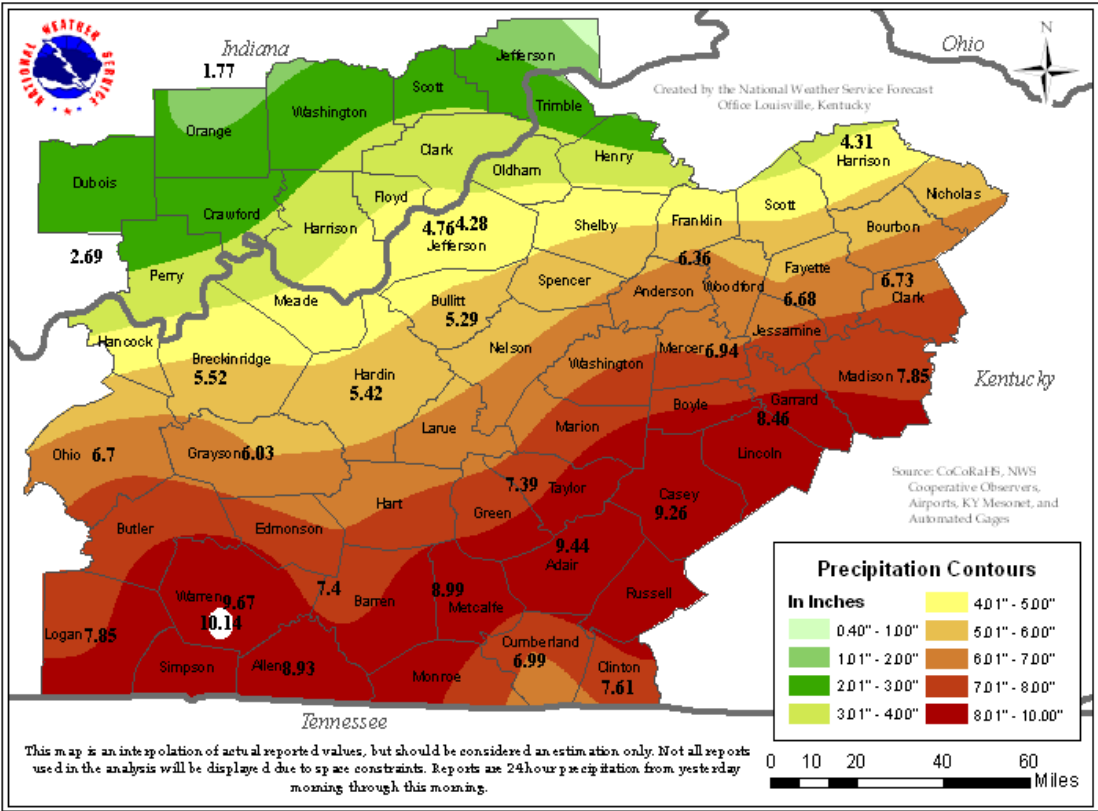 NATIONAL WEATHER SERVICE
Indiana
Ohio
N
1.77
Jefferson
Created by the National Weather Service Forecast
Office Louisville, Kentucky
Scott
Washington
Trimble
Orange
4.31
Harrison
Clark
Henry
Oldham
Dubois
Nicholas
Floyd
Crawford
Scott
Harrison
Franklin
Shelby
Bourbon
4.76 4.28
Jefferson
2.69
6.36
Perry
Fayette
Spencer
6.73
Meade
Anderson
Woodford
Bullitt
6.68
Clark
5.29
Jessamine
Hancock
Nelson
Mercer 6.94
Breckinridge
Washington
5.52
Hardin
Madison 7.85
Kentucky
5.42
Boyle
Garrard
8.46
Larue
Marion
Ohio 6.7
Grayson 6.03
Lincoln
7.39
Source: CoCoRaHS, NWS
Cooperative Observers,
Airports, KY Mesonet, and
Automated Gages
Taylor
Casey
Hart
Green
9.26
Butler
Edmonson
9.44
Adair
7.4
8.99
Warren 9.67
Barren
Metcalfe
Russell
10.14
Logan 7.85
Cumberland
6.99
Simpson
Allen 8.93
Monroe
Clinton
7.61
Tennessee
Precipitation Contours
In Inches
0.40" - 1.00"
1.01" - 2.00"
2.01" - 3.00"
3.01" - 4.00"
4.01" - 5.00"
5.01" - 6.00"
6.01" - 7.00"
7.01" - 8.00"
8.01" - 10.00"
This map is an interpolation of actual reported values, but should be considered an estimation only. Not all reports
used in the analysis will be displayed due to space constraints. Reports are 24 hour precipitation from yesterday
morning through this morning.
0 10 20 40 60
Miles